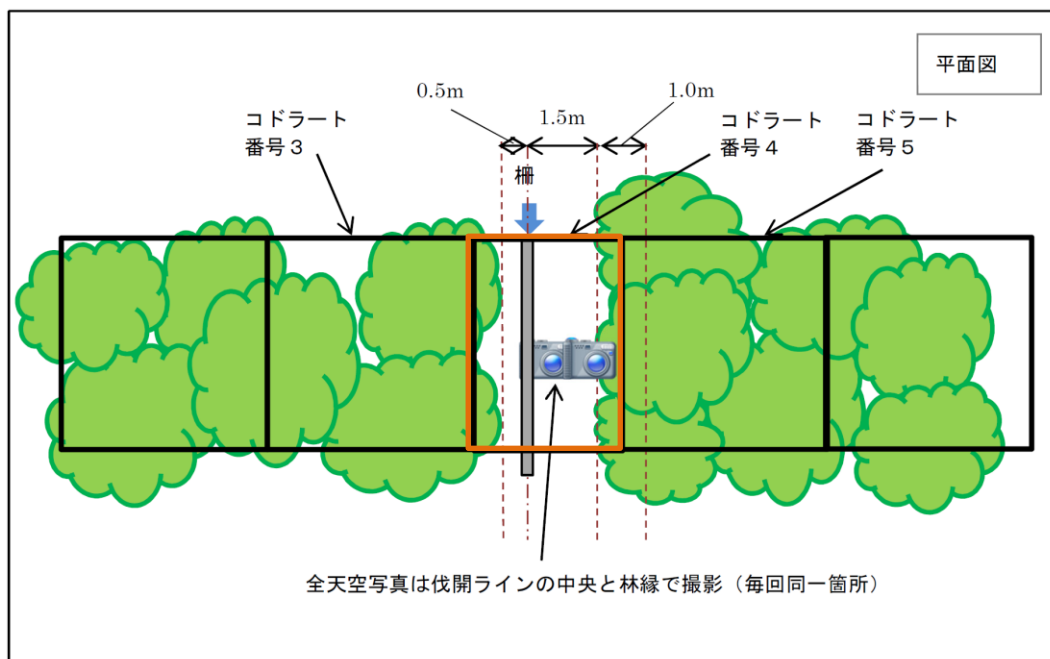 平面図
0.5m
1.5m
1.0m
コドラート
番号３
コドラート
番号４
コドラート
番号５
柵
全天空写真は伐開ラインの中央と林縁で撮影（毎回同一箇所）